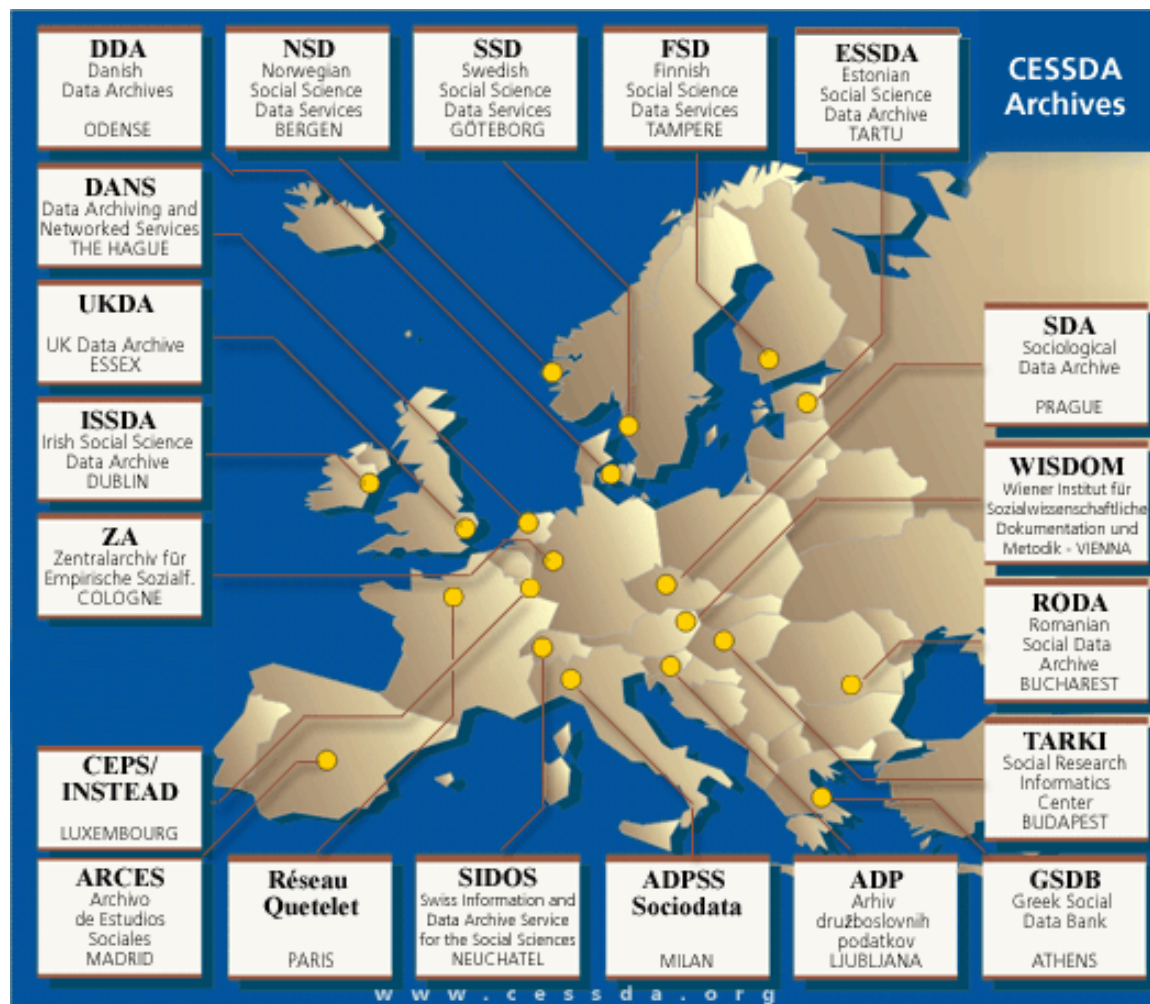 DDA
Danish
Data Archives
ODENSE
NSD
Norwegian
Social Science
Data Services
BERGEN
SSD
Swedish
Social Science
Data Services
GÖTEBORG
FSD
Finnish
Social Science
Data Services
TAMPERE
ESSDA
Estonian
Social Science
Data Archive
TARTU
CESSDA
Archives
DANS
Data Archiving and
Networked Services
THE HAGUE
UKDA
UK Data Archive
ESSEX
ISSDA
Irish Social Science
Data Archive
DUBLIN
ZA
Zentralarchiv für
Empirische Sozialf.
COLOGNE
SDA
Sociological
Data Archive
PRAGUE
WISDOM
Wiener Institut für
Sozialwissenschaftliche
Dokumentation und
Metodik - VIENNA
RODA
Romanian
Social Data
Archive
BUCHAREST
TARKI
Social Research
Informatics
Center
BUDAPEST
CEPS/
INSTEAD
LUXEMBOURG
ARCES
Archivo
de Estudios
Sociales
MADRID
Réseau
Quetelet
PARIS
SIDOS
Swiss Information and
Data Archive Service
for the Social Sciences
NEUCHATEL
ADPSS
Sociodata
MILAN
ADP
Arhiv
družboslovnih
podatkov
LJUBLJANA
GSDB
Greek Social
Data Bank
ATHENS
www.cessda.org